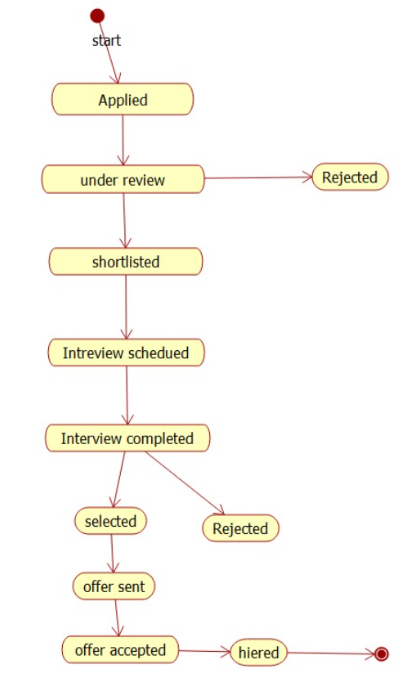 start
Applied
under review
Rejected
shortlisted
Intreview schedued
Interview completed
selected
Rejected
offer sent
offer accepted
hiered